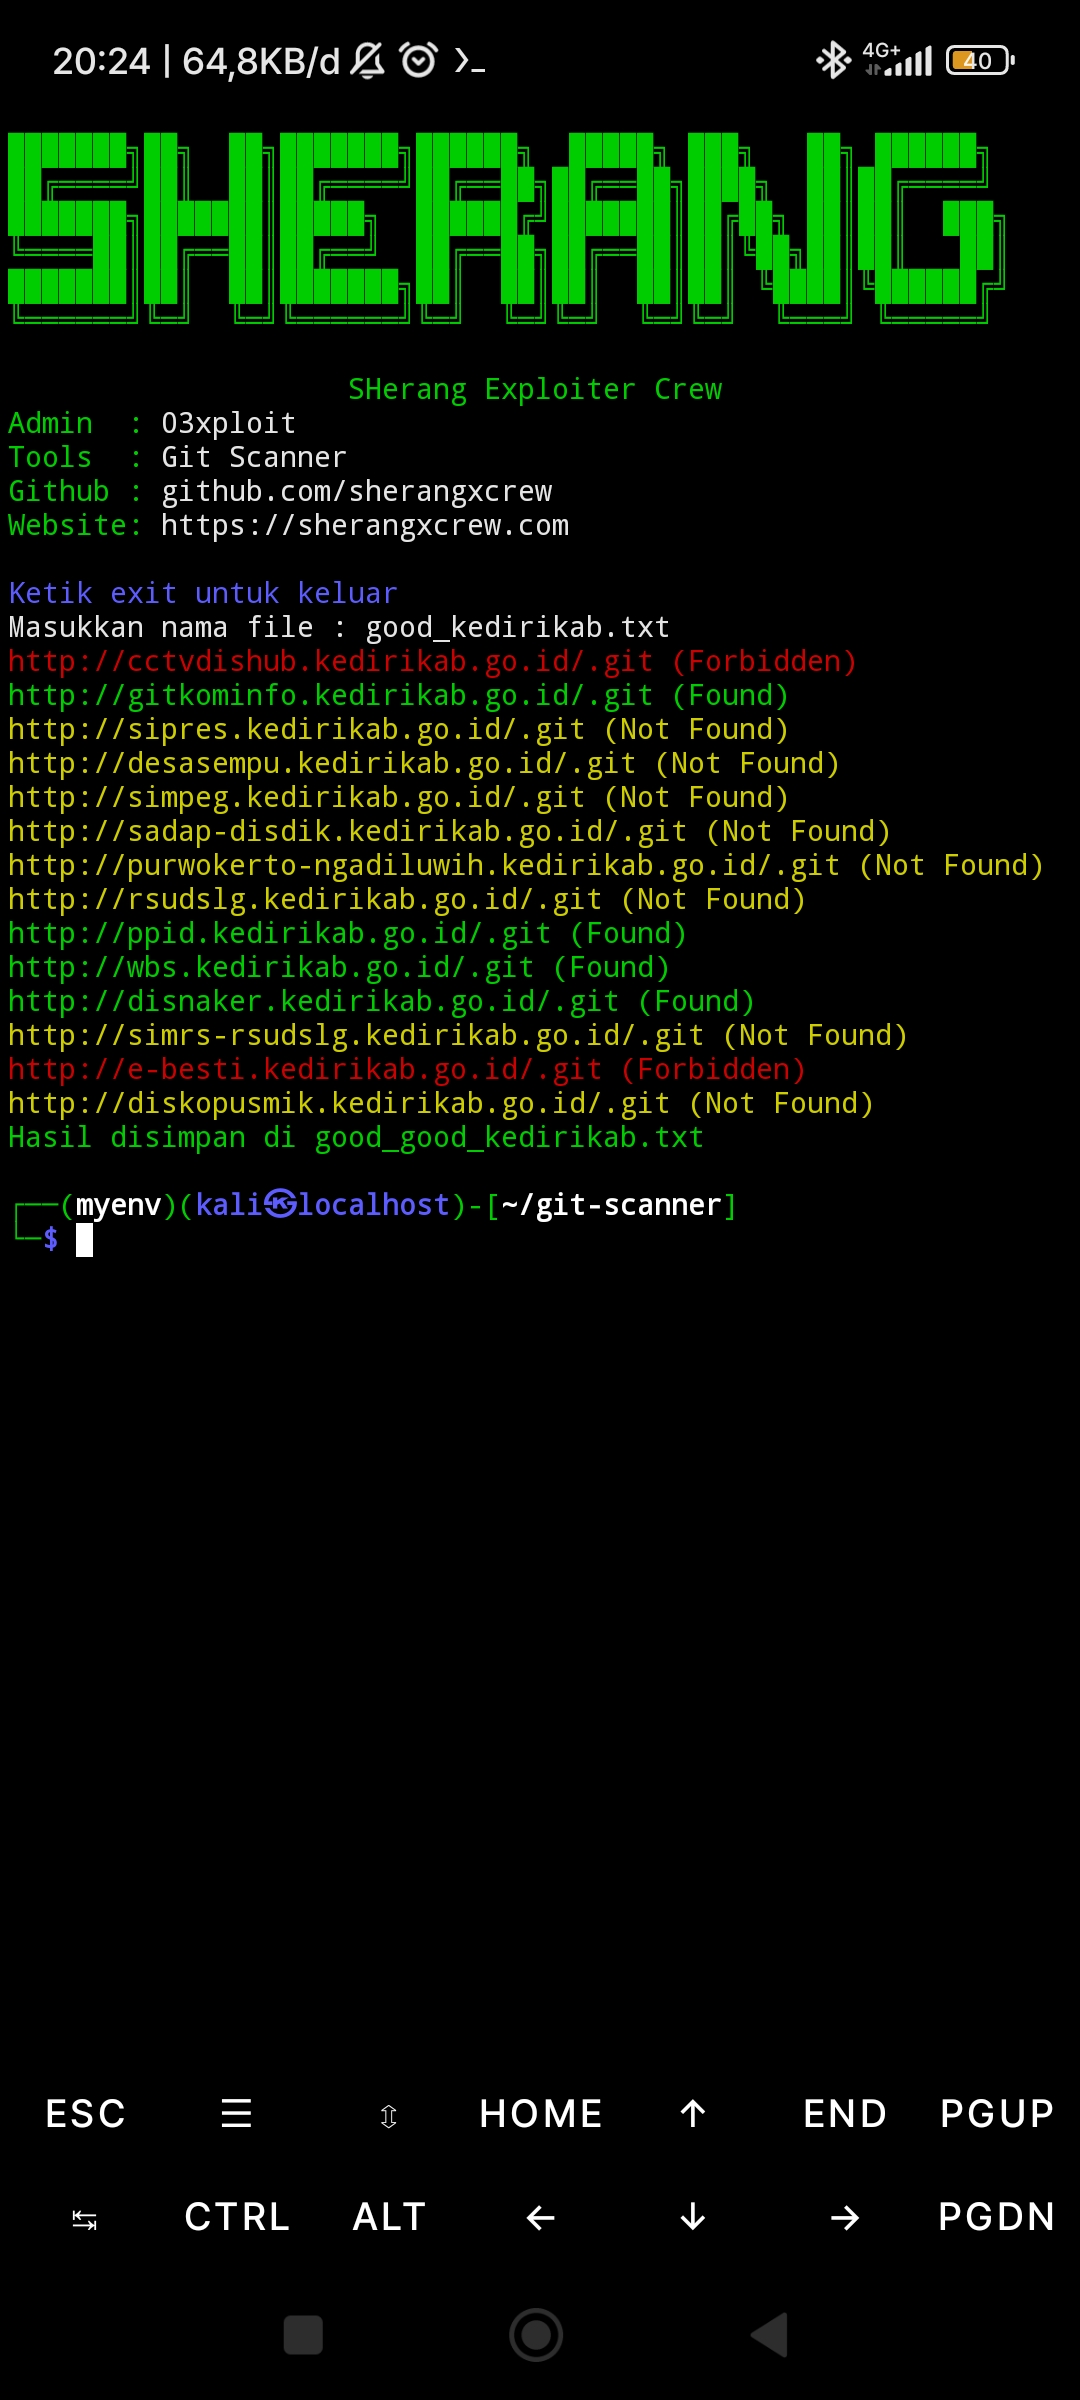 20:24 | 64,8KB/d
4G+
40
SHERANG
SHerang Exploiter Crew
Admin : O3xploit
Tools : Git Scanner
Github : github.com/sherangxcrew
Website: https://sherangxcrew.com
Ketik exit untuk keluar
Masukkan nama file : good_kedirikab.txt
http://cctvdishub.kedirikab.go.id/.git (Forbidden)
http://gitkominfo.kedirikab.go.id/.git (Found)
http://sipres.kedirikab.go.id/.git (Not Found)
http://desasempu.kedirikab.go.id/.git (Not Found)
http://simpeg.kedirikab.go.id/.git (Not Found)
http://sadap-disdik.kedirikab.go.id/.git (Not Found)
http://purwokerto-ngadiluwih.kedirikab.go.id/.git (Not Found)
http://rsudslg.kedirikab.go.id/.git (Not Found)
http://ppid.kedirikab.go.id/.git (Found)
http://wbs.kedirikab.go.id/.git (Found)
http://disnaker.kedirikab.go.id/.git (Found)
http://simrs-rsudslg.kedirikab.go.id/.git (Not Found)
http://e-besti.kedirikab.go.id/.git (Forbidden)
http://diskopusmik.kedirikab.go.id/.git (Not Found)
Hasil disimpan di good_good_kedirikab.txt
┌──(myenv)(kali㉿localhost)-[~/git-scanner]
└─$
ESC ☰ ⇳ HOME ↑ END PGUP
↹ CTRL ALT ← ↓ → PGDN